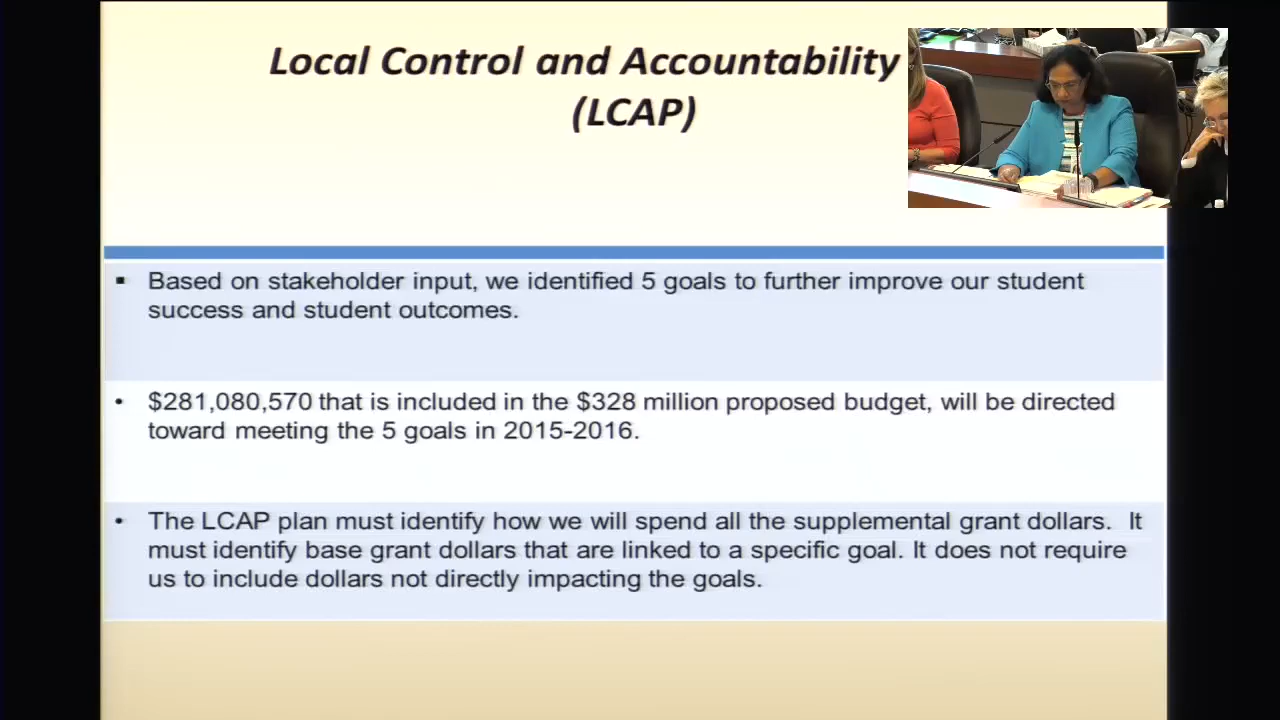 Local Control and Accountability
(LCAP)
▪ Based on stakeholder input, we identified 5 goals to further improve our student
success and student outcomes.
• $281,080,570 that is included in the $328 million proposed budget, will be directed
toward meeting the 5 goals in 2015-2016.
• The LCAP plan must identify how we will spend all the supplemental grant dollars. It
must identify base grant dollars that are linked to a specific goal. It does not require
us to include dollars not directly impacting the goals.